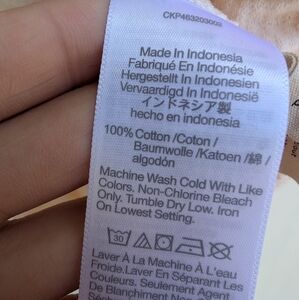 CKP463203003
Made In Indonesia
Fabriqué En Indonésie
Hergestellt In Indonesien
Vervaardigd In Indonesië
インドネシア製
hecho en indonesia
100% Cotton /Coton /
Baumwolle /Katoen / 綿 /
algodón
Machine Wash Cold With Like
Colors. Non-Chlorine Bleach
Only. Tumble Dry Low. Iron
On Lowest Setting.
30
Laver À La Machine À L'eau
Froide.Laver En Séparant Les
Couleurs. Seulement Agent
De Blanchiment